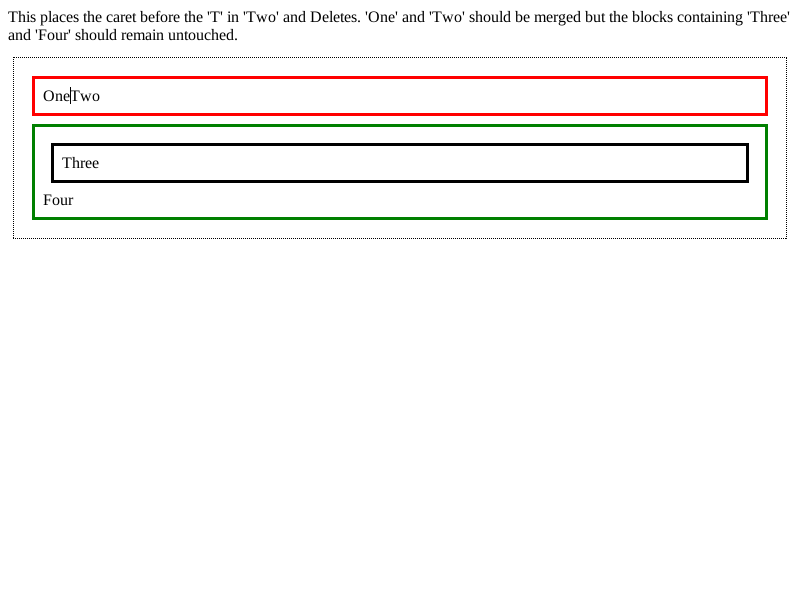 This places the caret before the 'T' in 'Two' and Deletes. 'One' and 'Two' should be merged but the blocks containing 'Three'
and 'Four' should remain untouched.
OneTwo
Three
Four